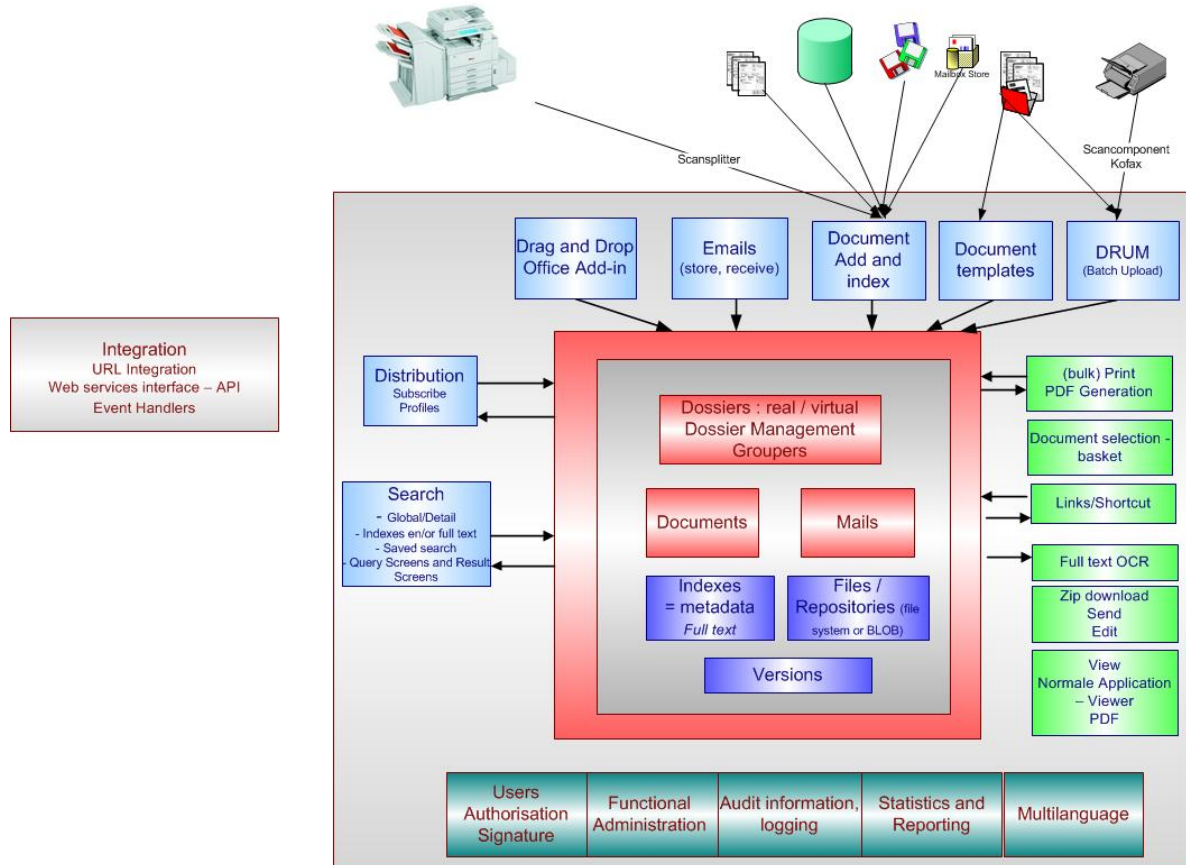 Mailbox Store
Scansplitter
Scancomponent
Kofax
Drag and Drop
Office Add-in
Emails
(store, receive)
Document
Add and
index
Document
templates
DRUM
(Batch Upload)
Integration
URL Integration
Web services interface – API
Event Handlers
Distribution
Subscribe
Profiles
Search
- Global/Detail
- Indexes en/or full text
- Saved search
- Query Screens and Result
Screens
Dossiers : real / virtual
Dossier Management
Groupers
Documents
Mails
Indexes
= metadata
Full text
Files /
Repositories (file
system or BLOB)
Versions
(bulk) Print
PDF Generation
Document selection -
basket
Links/Shortcut
Full text OCR
Zip download
Send
Edit
View
Normale Application
– Viewer
PDF
Users
Authorisation
Signature
Functional
Administration
Audit information,
logging
Statistics and
Reporting
Multilanguage